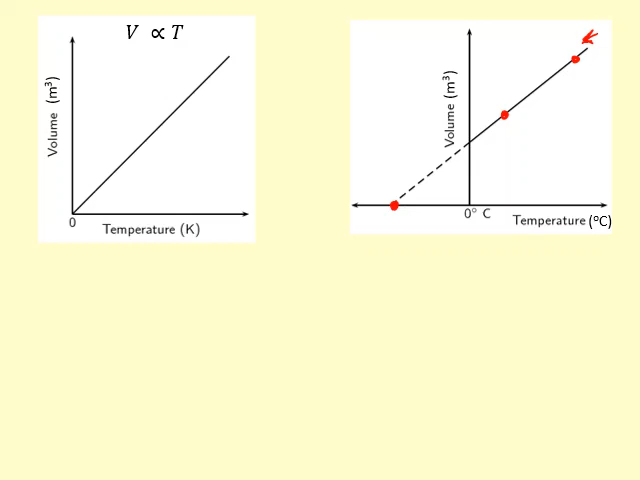 V ∝ T
Volume (m³)
0
Temperature (K)
Volume (m³)
0° C
Temperature (°C)